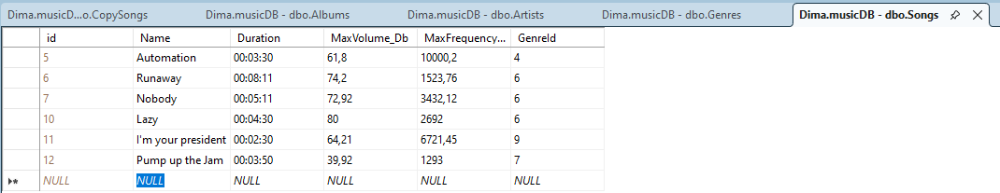 Dima.musicD...o.CopySongs Dima.musicDB - dbo.Albums Dima.musicDB - dbo.Artists Dima.musicDB - dbo.Genres Dima.musicDB - dbo.Songs
id Name Duration MaxVolume_Db MaxFrequency... GenreId
5 Automation 00:03:30 61,8 10000,2 4
6 Runaway 00:08:11 74,2 1523,76 6
7 Nobody 00:05:11 72,92 3432,12 6
10 Lazy 00:04:30 80 2692 6
11 I'm your president 00:02:30 64,21 6721,45 9
12 Pump up the Jam 00:03:50 39,92 1293 7
NULL NULL NULL NULL NULL NULL